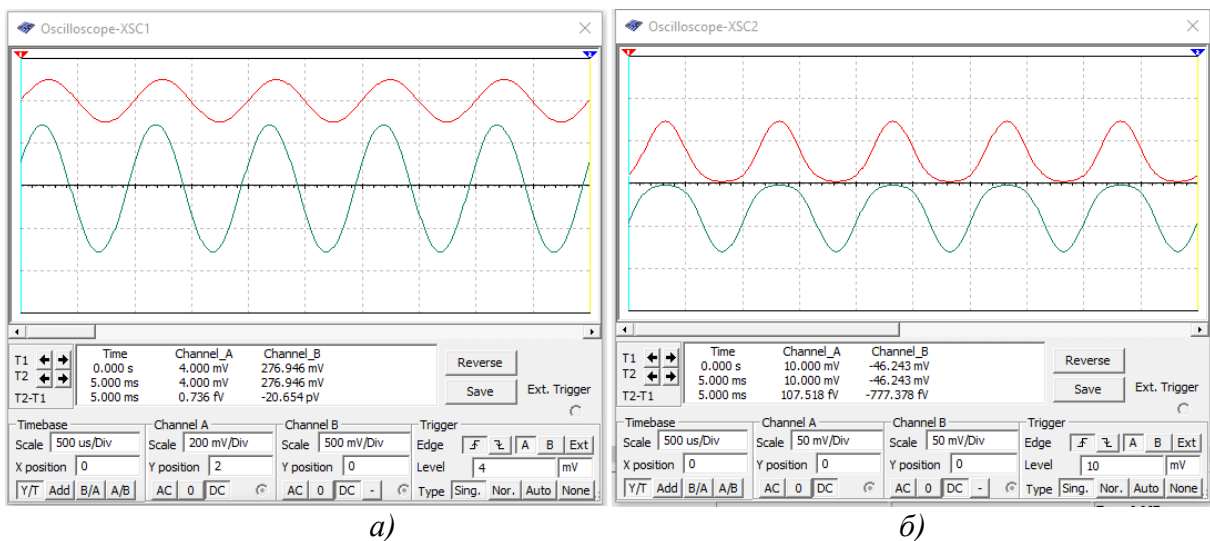 Oscilloscope-XSC1
1
2
T1
T2
T2-T1
Time Channel_A Channel_B
0.000 s 4.000 mV 276.946 mV
5.000 ms 4.000 mV 276.946 mV
5.000 ms 0.736 fV -20.654 pV
Reverse
Save
Ext. Trigger
Timebase
Scale 500 us/Div
X position 0
Y/T Add B/A A/B
Channel A
Scale 200 mV/Div
Y position 2
AC 0 DC
Channel B
Scale 500 mV/Div
Y position 0
AC 0 DC -
Trigger
Edge A B Ext
Level 4 mV
Type Sing. Nor. Auto None
а)
Oscilloscope-XSC2
1
2
T1
T2
T2-T1
Time Channel_A Channel_B
0.000 s 10.000 mV -46.243 mV
5.000 ms 10.000 mV -46.243 mV
5.000 ms 107.518 fV -777.378 fV
Reverse
Save
Ext. Trigger
Timebase
Scale 500 us/Div
X position 0
Y/T Add B/A A/B
Channel A
Scale 50 mV/Div
Y position 0
AC 0 DC
Channel B
Scale 50 mV/Div
Y position 0
AC 0 DC -
Trigger
Edge A B Ext
Level 10 mV
Type Sing. Nor. Auto None
б)